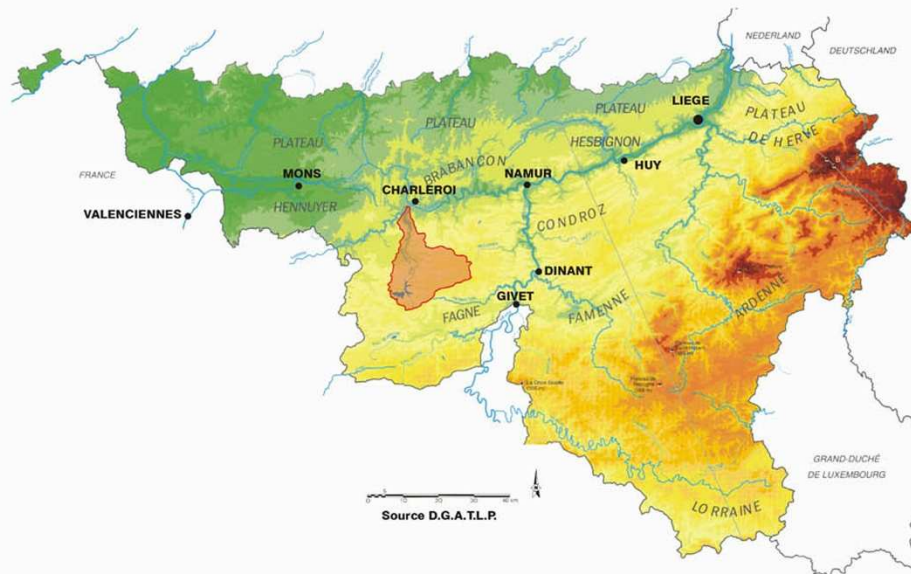 NEDERLAND
DEUTSCHLAND
LIEGE
PLATEAU
DE HERVE
PLATEAU
HESBIGNON
PLATEAU
BRABANÇON
PLATEAU
HENNUYER
MONS
FRANCE
VALENCIENNES
CHARLEROI
NAMUR
HUY
CONDROZ
DINANT
GIVET
FAGNE
FAMENNE
ARDENNE
GRAND-DUCHÉ
DE LUXEMBOURG
LORRAINE
Source D.G.A.T.L.P.